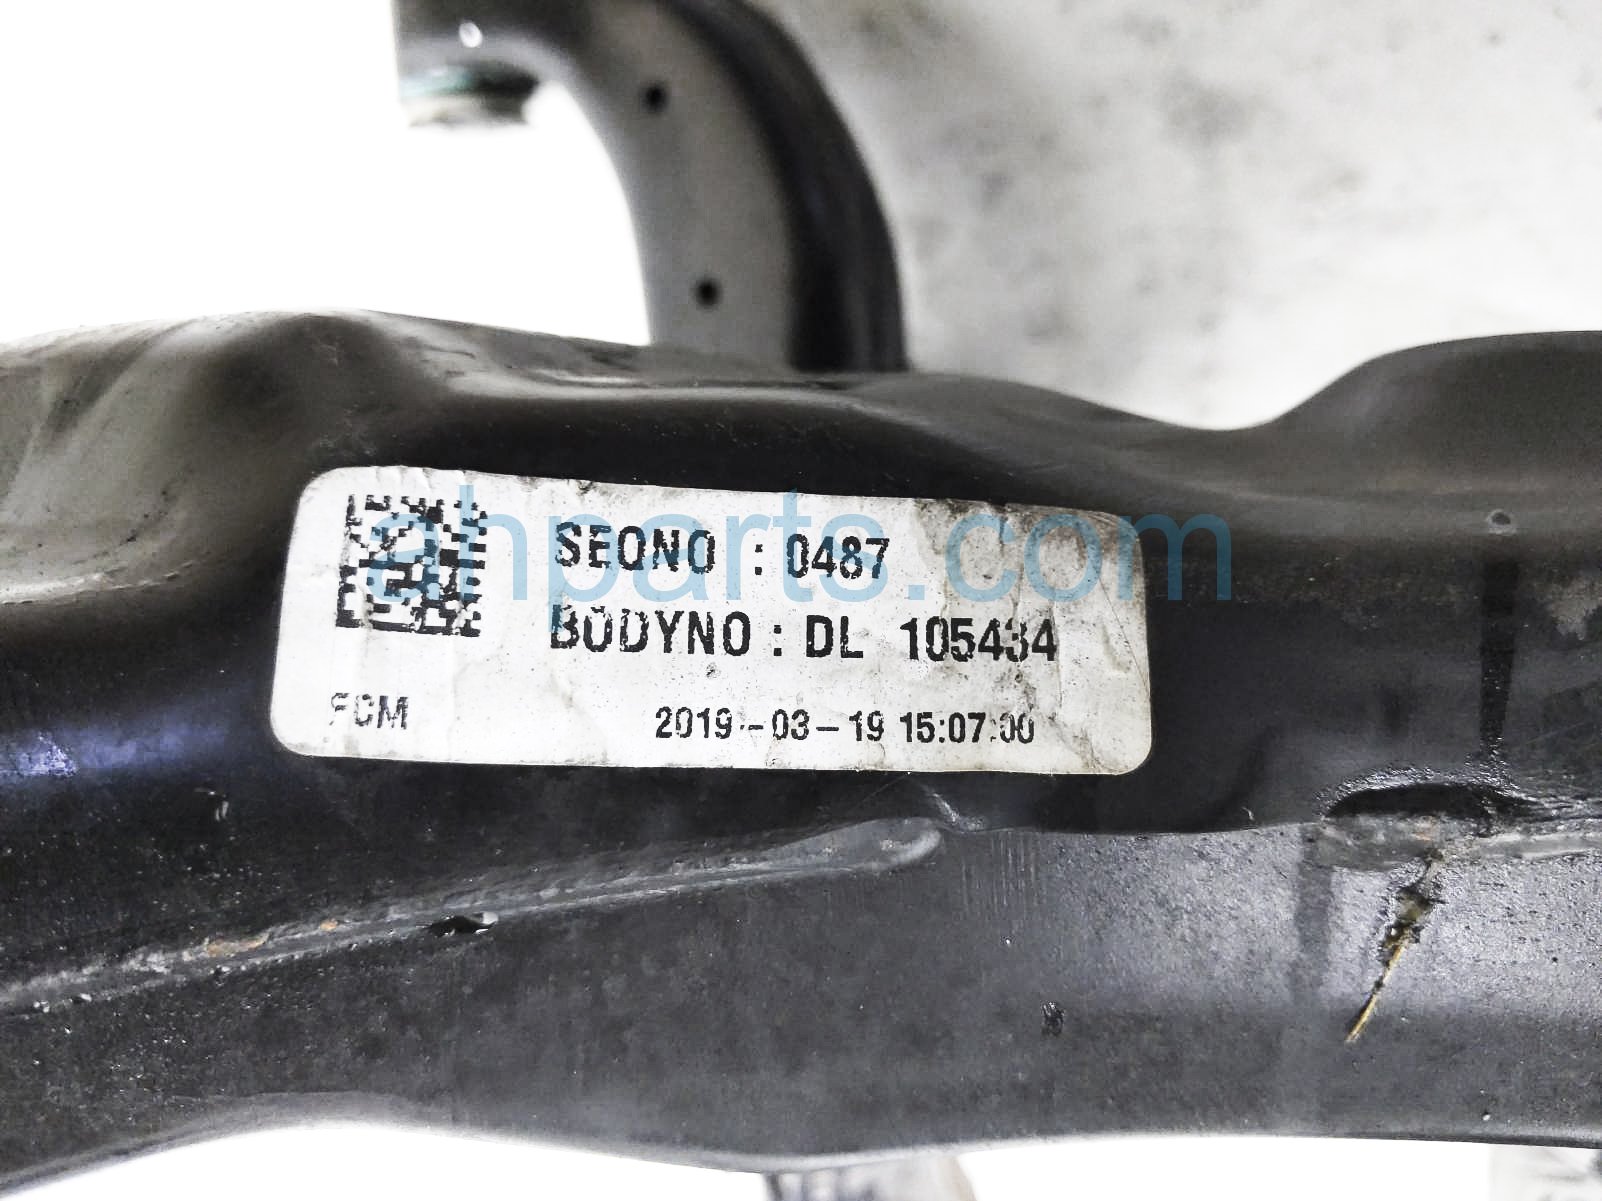 SEQNO : 0487
BODYNO : DL 105434
FCM
2019-03-19 15:07:00
ahparts.com